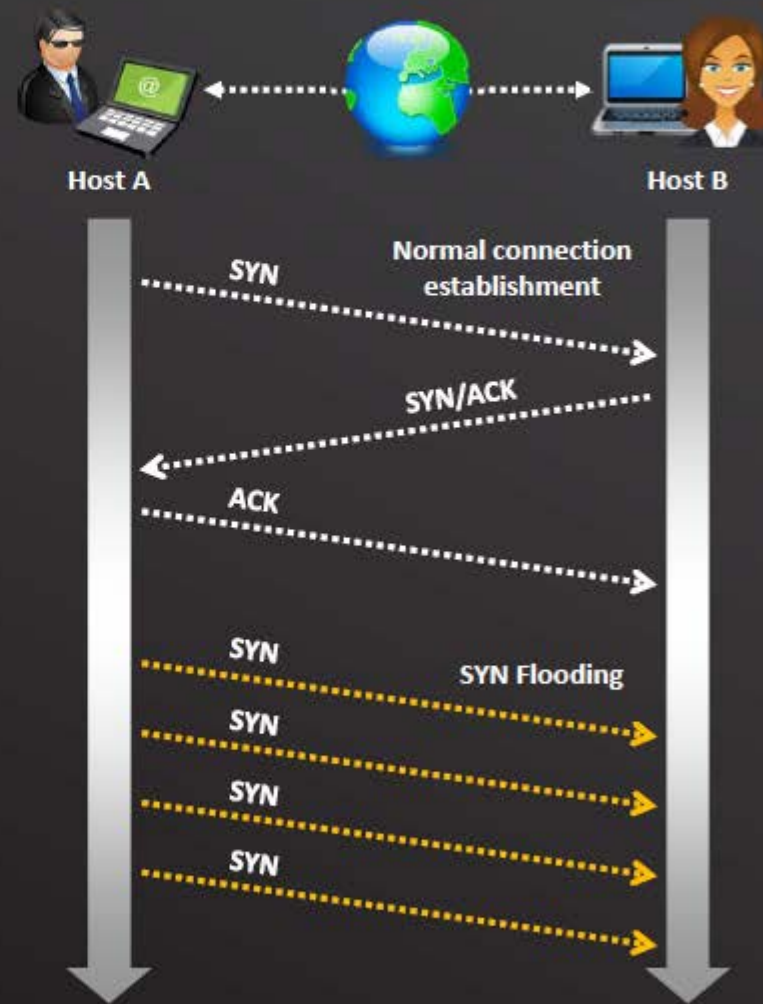 @
Host A
Host B
Normal connection
establishment
SYN
SYN/ACK
ACK
SYN
SYN Flooding
SYN
SYN
SYN